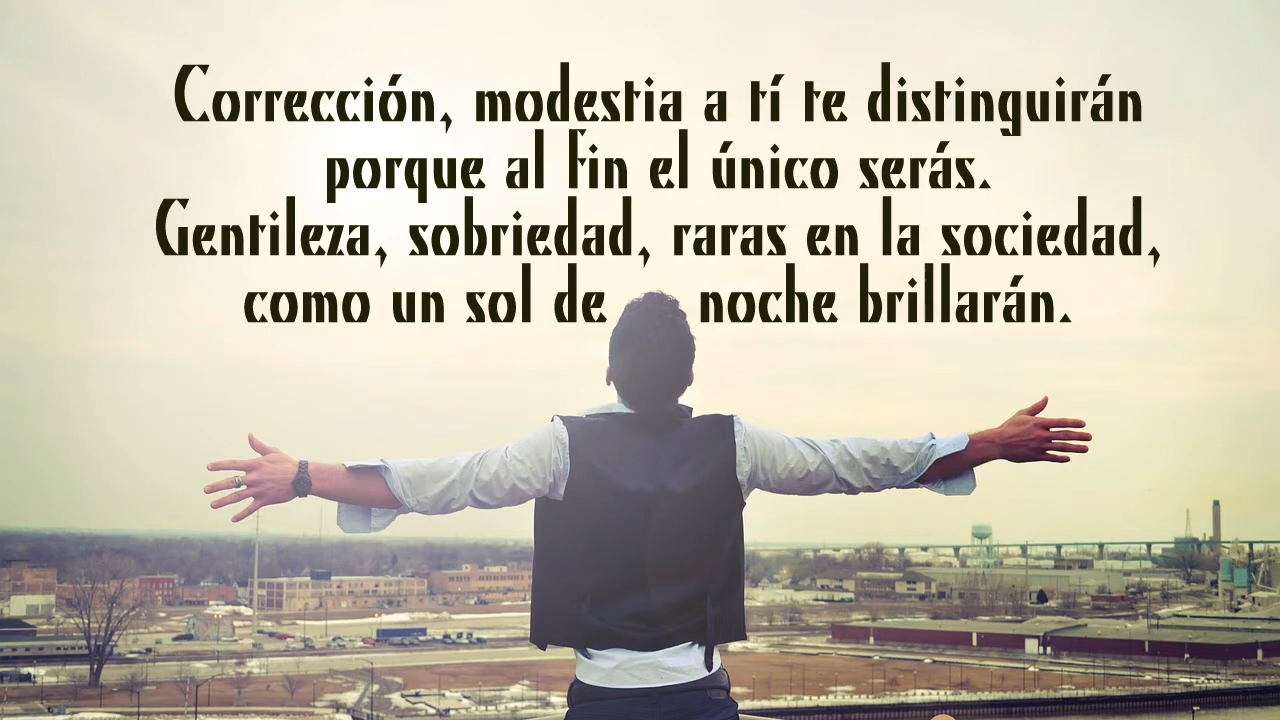 Corrección, modestia a tí te distinguirán
porque al fin el único serás.
Gentileza, sobriedad, raras en la sociedad,
como un sol de noche brillarán.